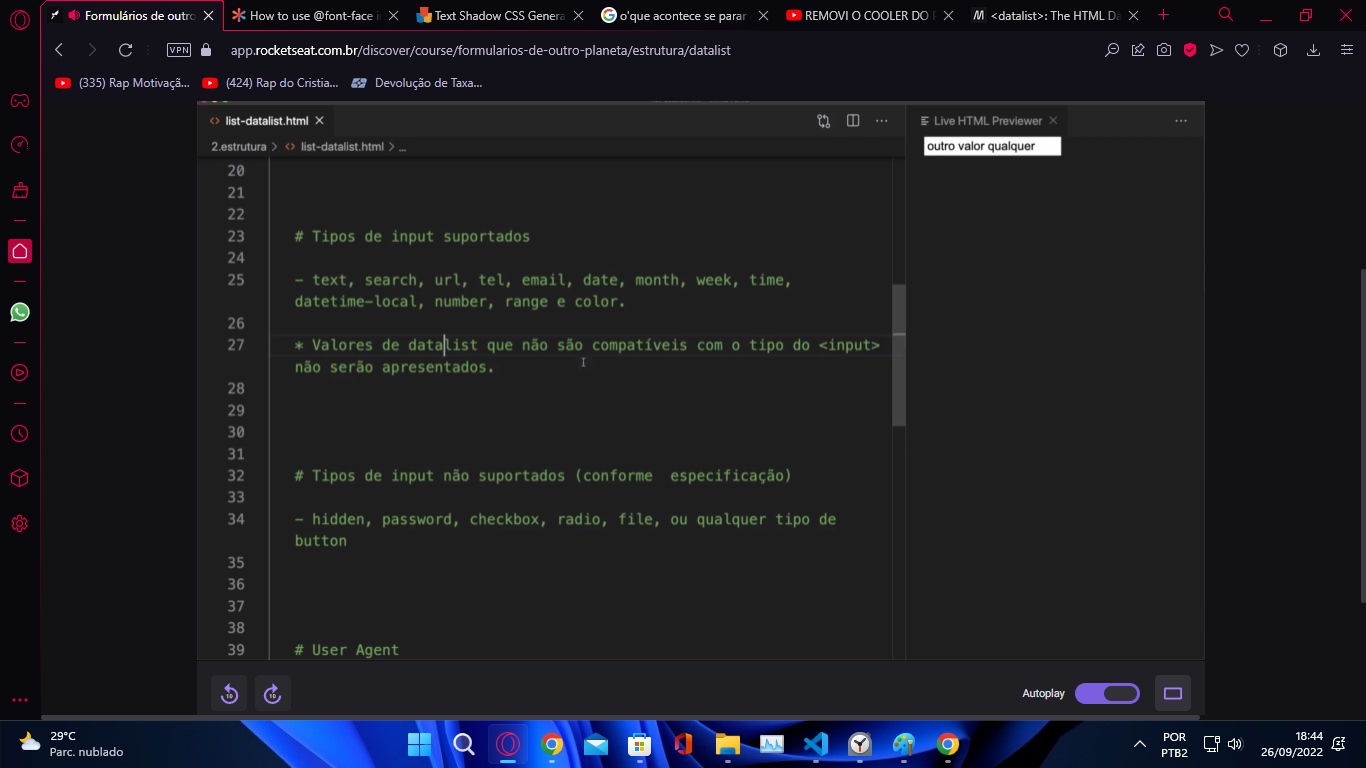 Formulários de outro
How to use @font-face i
Text Shadow CSS Genera
o'que acontece se parar
REMOVI O COOLER DO
<datalist>: The HTML Da
VPN
app.rocketseat.com.br/discover/course/formularios-de-outro-planeta/estrutura/datalist
(335) Rap Motivaçã...
(424) Rap do Cristia...
Devolução de Taxa...
list-datalist.html
Live HTML Previewer
2.estrutura > list-datalist.html > ...
outro valor qualquer
20
21
22
23 # Tipos de input suportados
24
25 - text, search, url, tel, email, date, month, week, time,
datetime-local, number, range e color.
26
27 * Valores de datalist que não são compatíveis com o tipo do <input>
não serão apresentados.
28
29
30
31
32 # Tipos de input não suportados (conforme  especificação)
33
34 - hidden, password, checkbox, radio, file, ou qualquer tipo de
button
35
36
37
38
39 # User Agent
10
10
Autoplay
29°C
Parc. nublado
POR
PTB2
18:44
26/09/2022